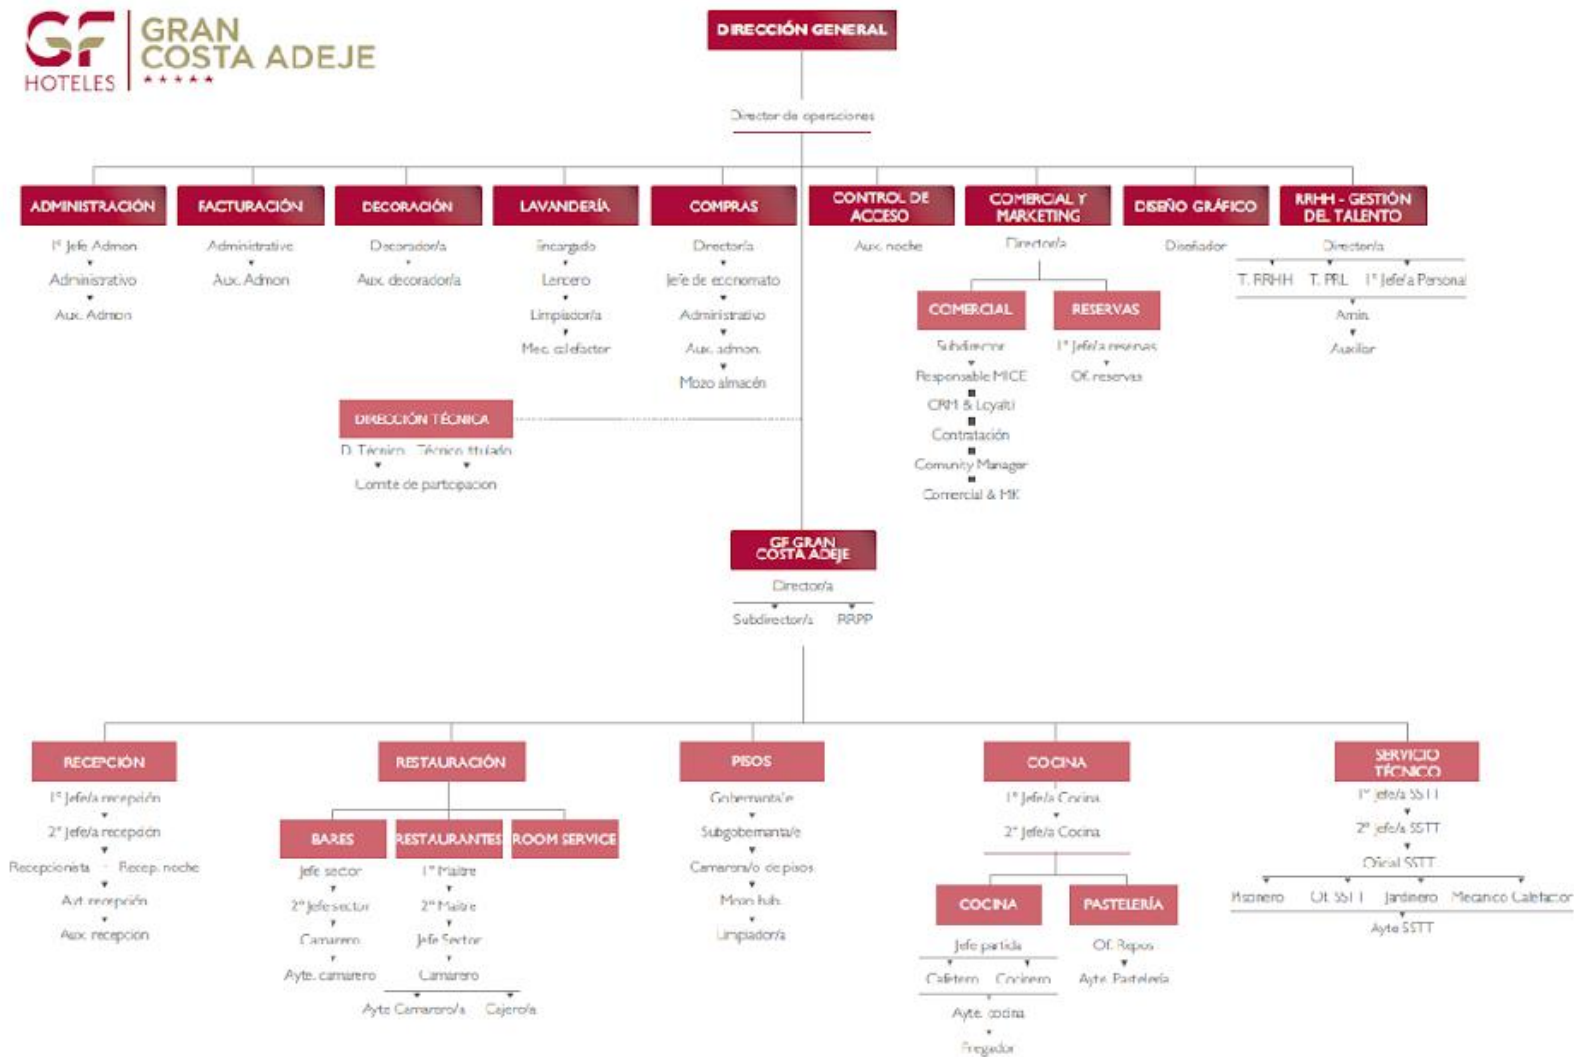 GF HOTELES
GRAN
COSTA ADEJE
DIRECCIÓN GENERAL
Director de operaciones
ADMINISTRACIÓN
1º Jefe Admon
Administrativo
Aux. Admon
FACTURACIÓN
Administrativo
Aux. Admon
DECORACIÓN
Decorador/a
Aux. decorador/a
LAVANDERÍA
Encargado
Lencero
Limpiador/a
Mec. calefactor
COMPRAS
Director/a
Jefe de economato
Administrativo
Aux. admon.
Mozo almacén
CONTROL DE
ACCESO
Aux. noche
COMERCIAL Y
MARKETING
Director/a
COMERCIAL
Subdirector
Responsable MICE
CRM & Loyalti
Contratación
Comunity Manager
Comercial & MK
RESERVAS
1º Jefe/a reservas
Of. reservas
DISEÑO GRÁFICO
Diseñador
RRHH - GESTIÓN
DEL TALENTO
Director/a
T. RRHH T. PRL 1º Jefe/a Personal
Amin.
Auxiliar
DIRECCIÓN TÉCNICA
D. Técnico Técnico titulado
Comité de participación
GF GRAN
COSTA ADEJE
Director/a
Subdirector/a RRPP
RECEPCIÓN
1º Jefe/a recepción
2º Jefe/a recepción
Recepcionista - Recep. noche
Ayt. recepción
Aux. recepción
RESTAURACIÓN
BARES
Jefe sector
2º Jefe sector
Camarero
Ayte. camarero
RESTAURANTES
1º Maitre
2º Maitre
Jefe Sector
Camarero
Ayte Camarero/a Cajero/a
ROOM SERVICE
PISOS
Gobernanta/e
Subgobernanta/e
Camarera/o de pisos
Mozo hab.
Limpiador/a
COCINA
1º Jefe/a Cocina
2º Jefe/a Cocina
COCINA
Jefe partida
Cafetero Cocinero
Ayte. cocina
Fregador
PASTELERÍA
Of. Repos
Ayte. Pastelería
SERVICIO
TÉCNICO
1º Jefe/a SSTT
2º Jefe/a SSTT
Oficial SSTT
Piscinero Of. SSTT Jardinero Mecanico Calefactor
Ayte SSTT